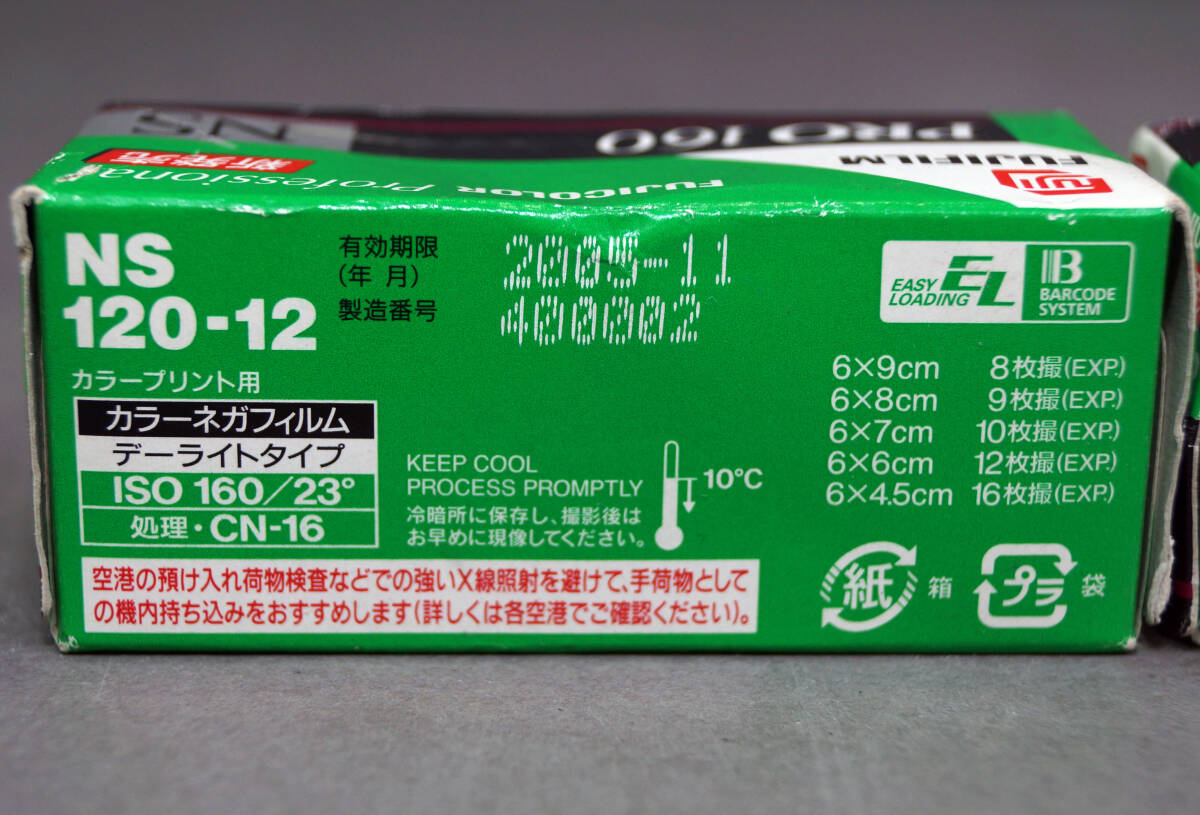 NS
PRO 160
FUJIFILM
新発売
FUJICOLOR Professional
NS
120-12
有効期限
(年 月)
2005-11
製造番号
400002
EASY
LOADING
EL
B
BARCODE
SYSTEM
カラープリント用
カラーネガフィルム
デーライトタイプ
ISO 160/23°
処理・CN-16
KEEP COOL
PROCESS PROMPTLY
冷暗所に保存し、撮影後は
お早めに現像してください。
10°C
6×9cm 8枚撮(EXP.)
6×8cm 9枚撮(EXP.)
6×7cm 10枚撮(EXP.)
6×6cm 12枚撮(EXP.)
6×4.5cm 16枚撮(EXP.)
空港の預け入れ荷物検査などでの強いX線照射を避けて、手荷物として
の機内持ち込みをおすすめします(詳しくは各空港でご確認ください)。
紙 箱
プラ 袋